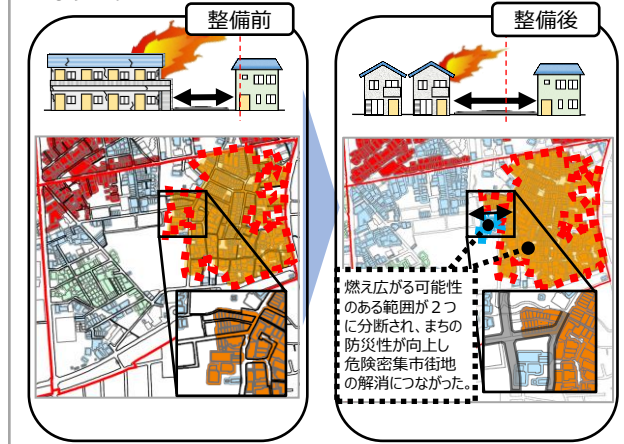 整備前
整備後
燃え広がる可能性
のある範囲が２つ
に分断され、まちの
防災性が向上し
危険密集市街地
の解消につながった。